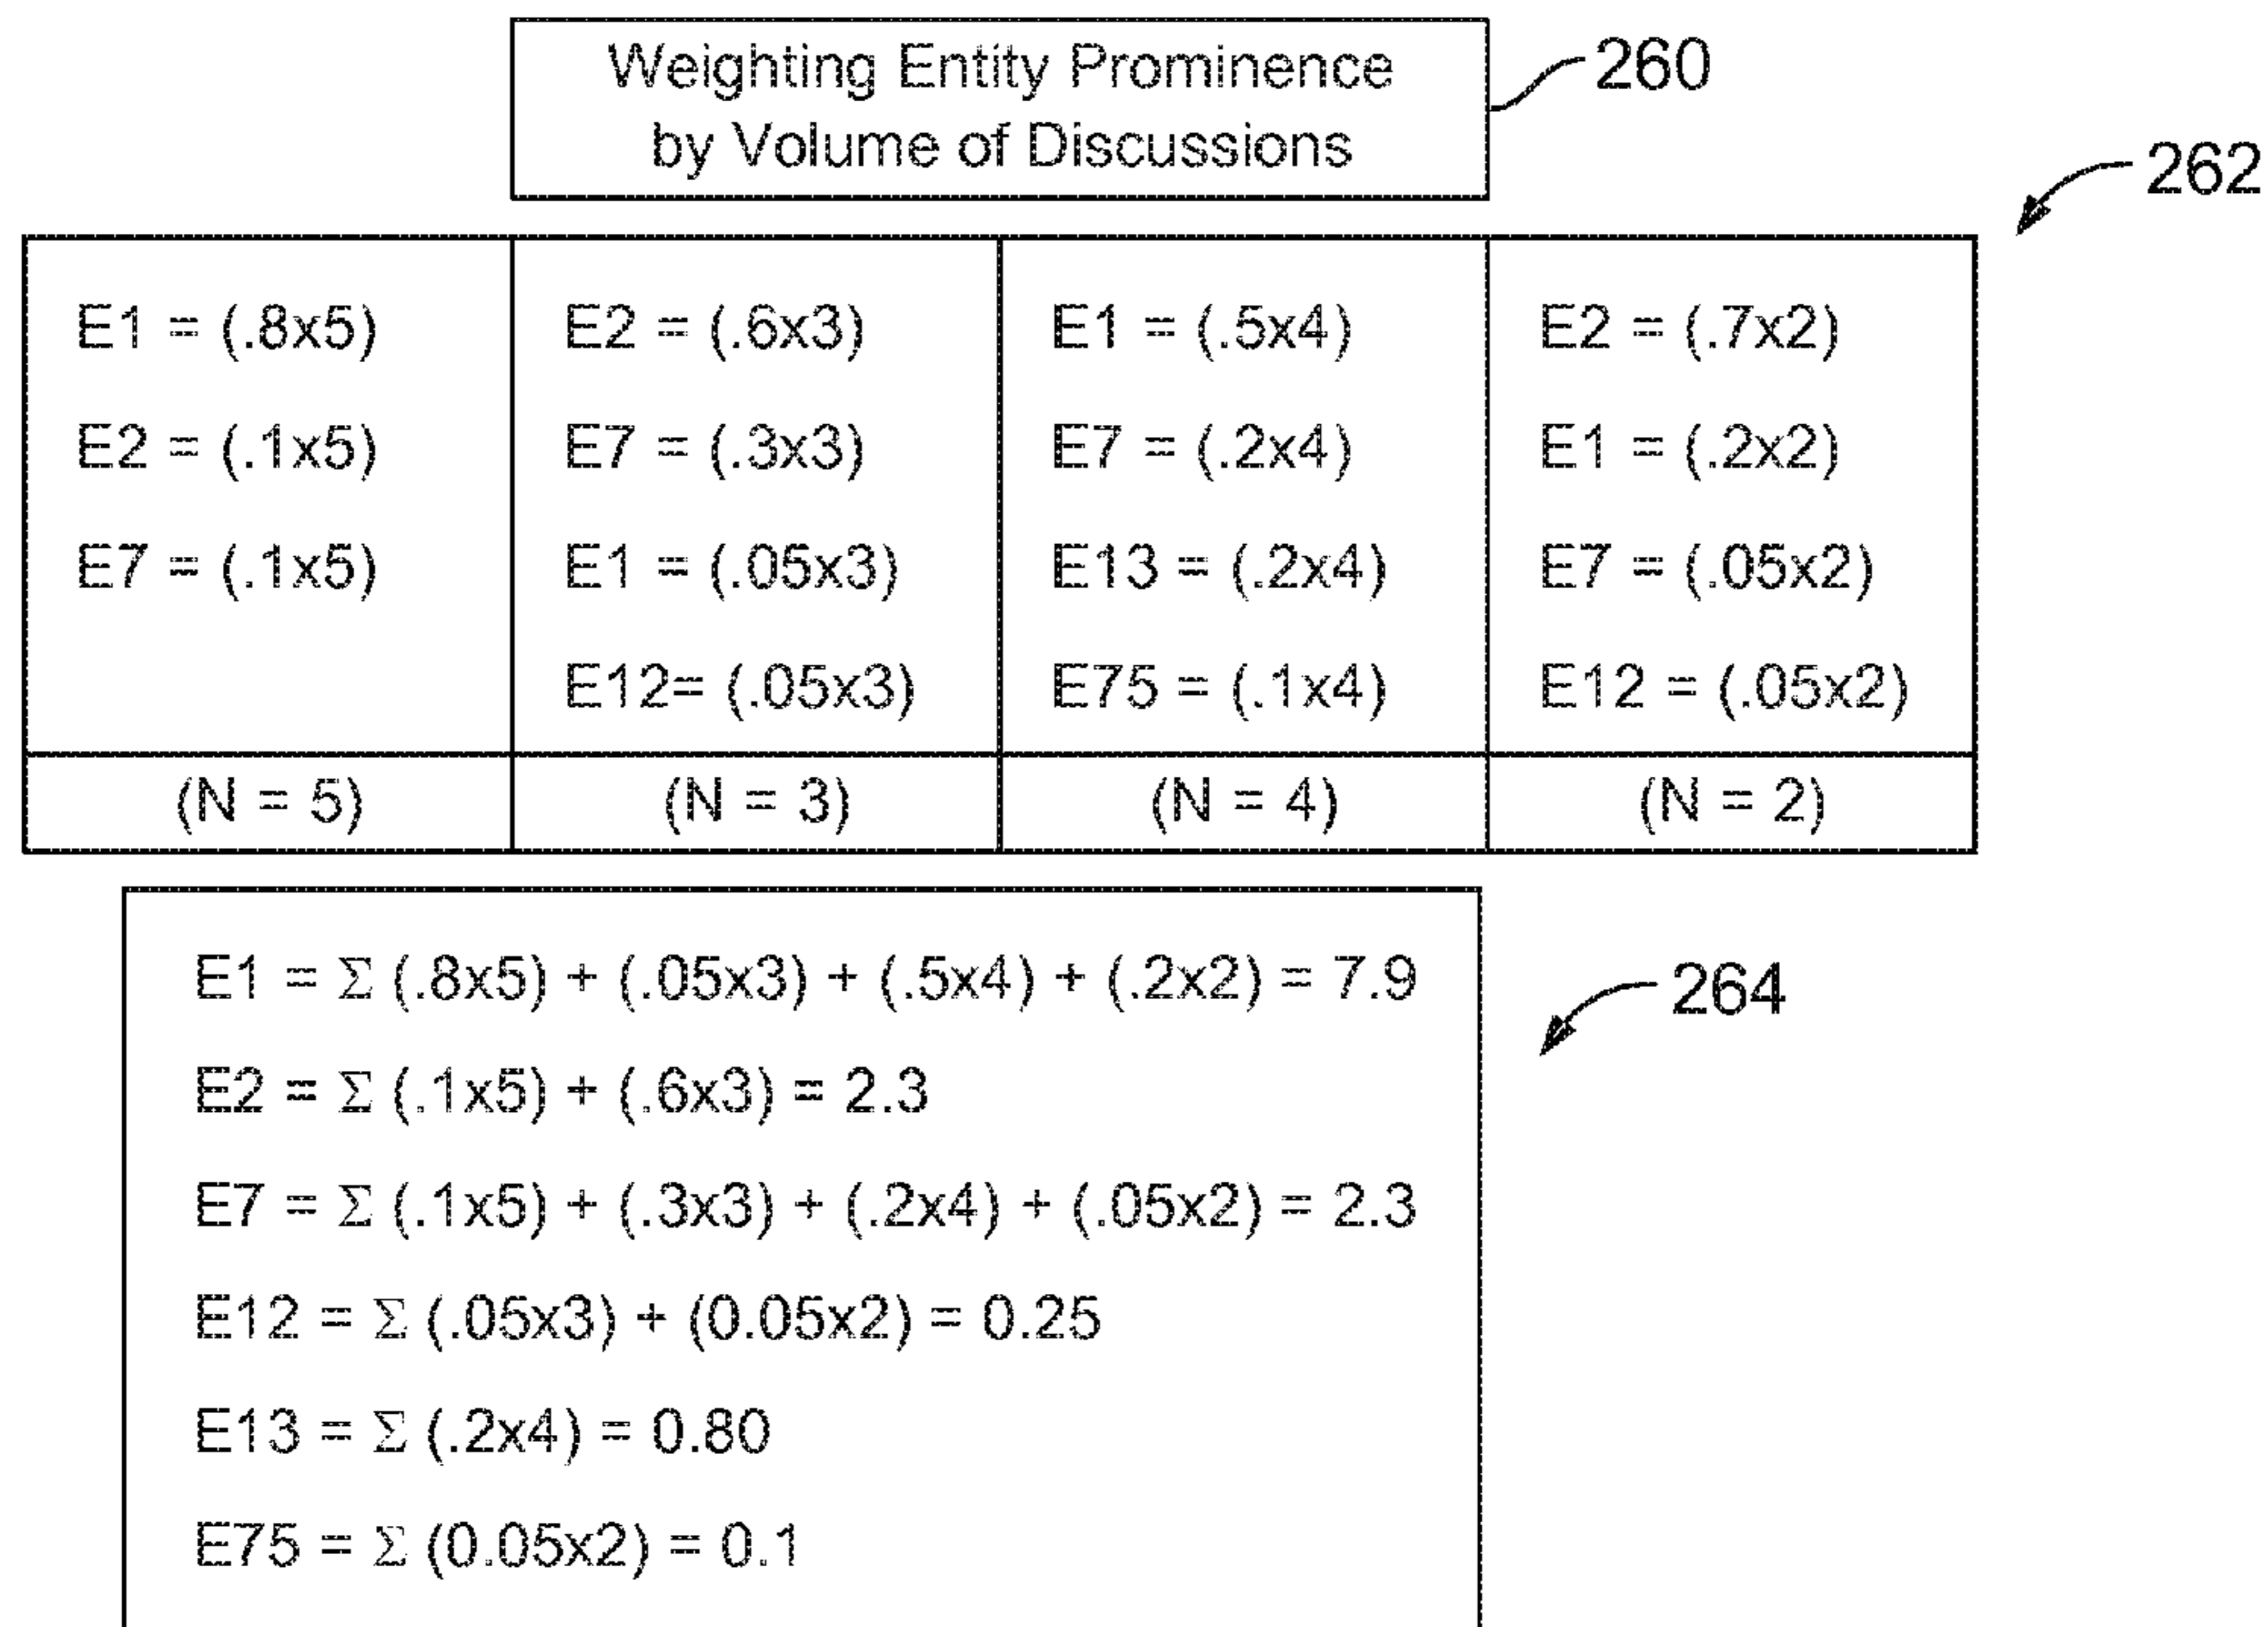 Weighting Entity Prominence
by Volume of Discussions
260
262
E1 = (.8x5)
E2 = (.1x5)
E7 = (.1x5)
(N = 5)
E2 = (.6x3)
E7 = (.3x3)
E1 = (.05x3)
E12= (.05x3)
(N = 3)
E1 = (.5x4)
E7 = (.2x4)
E13 = (.2x4)
E75 = (.1x4)
(N = 4)
E2 = (.7x2)
E1 = (.2x2)
E7 = (.05x2)
E12 = (.05x2)
(N = 2)
E1 = Σ (.8x5) + (.05x3) + (.5x4) + (.2x2) = 7.9
E2 = Σ (.1x5) + (.6x3) = 2.3
E7 = Σ (.1x5) + (.3x3) + (.2x4) + (.05x2) = 2.3
E12 = Σ (.05x3) + (0.05x2) = 0.25
E13 = Σ (.2x4) = 0.80
E75 = Σ (0.05x2) = 0.1
264